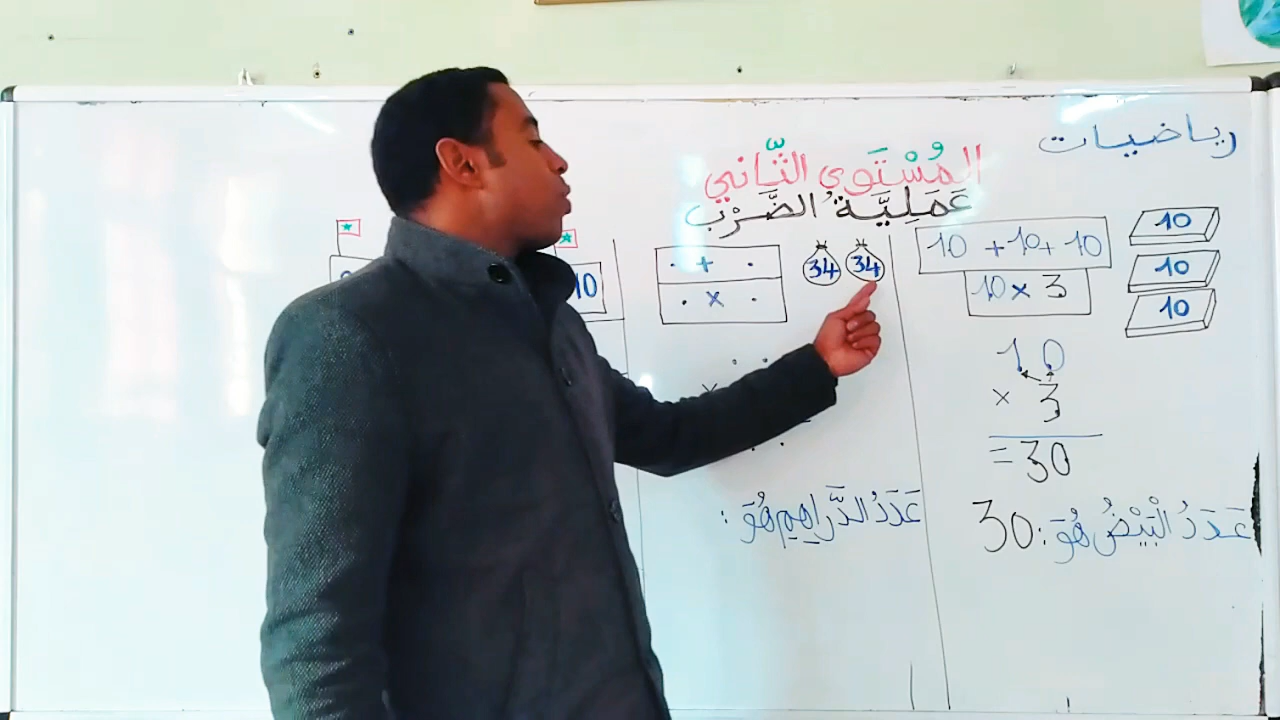 رياضيات
المُسْتَوى الثّاني
عَمَلِيَّةُ الضَّرْب
10 + 10 + 10
10 × 3
10
10
10
10
× 3
= 30
عَدَدُ الْبَيْضُ هُوَ : 30
34 34
. + .
. × .
. .
×
. .
عَدَدُ الدَّراهِمِ هُوَ :
10